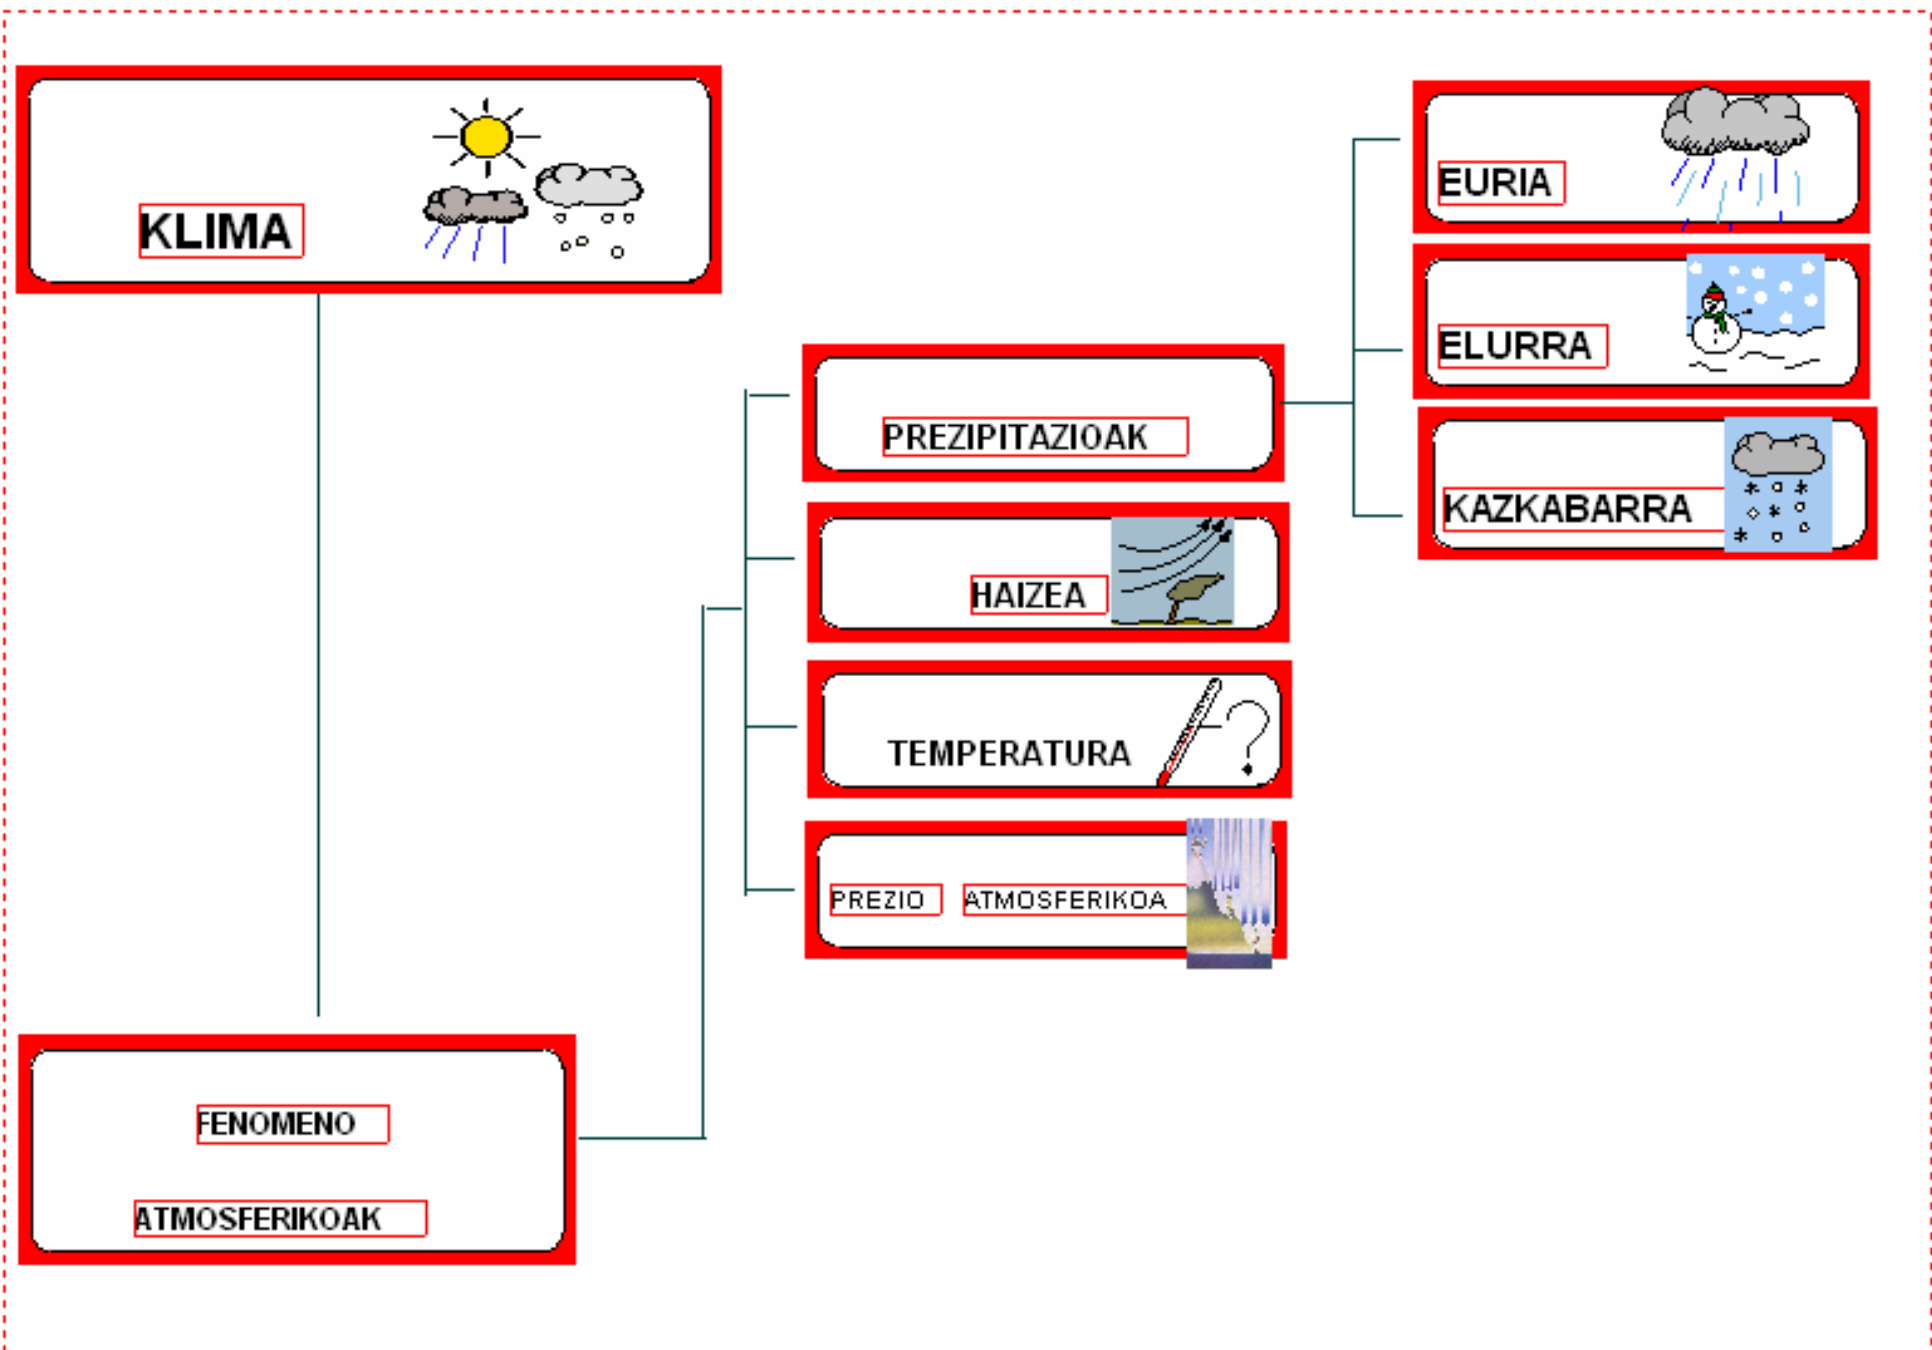 KLIMA
FENOMENO
ATMOSFERIKOAK
PREZIPITAZIOAK
HAIZEA
TEMPERATURA
PREZIO ATMOSFERIKOA
EURIA
ELURRA
KAZKABARRA